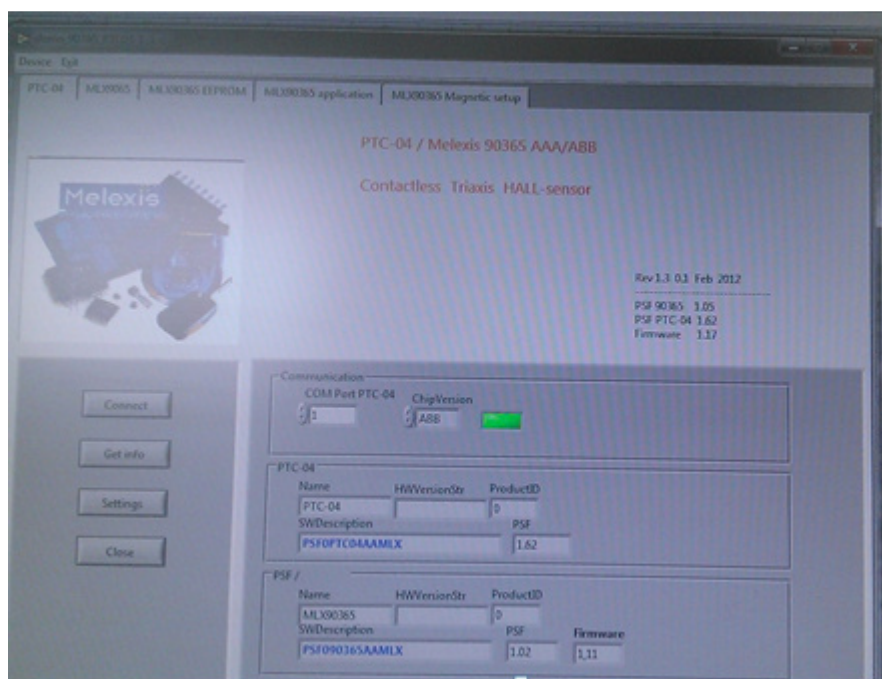 Device Exit
PTC-04 MLX90365 MLX90365 EEPROM MLX90365 application MLX90365 Magnetic setup
PTC-04 / Melexis 90365 AAA/ABB
Contactless Triaxis HALL-sensor
Melexis
Rev 1.3 0.1 Feb 2012
PSF 90365 1.05
PSF PTC-04 1.62
Firmware 1.17
Connect
Get info
Settings
Close
Communication
COM Port PTC-04 ChipVersion
1 ABB
PTC-04
Name HWVersionStr ProductID
PTC-04 0
SWDescription PSF
PSF0PTC04AAMLX 1.62
PSF /
Name HWVersionStr ProductID
MLX90365 0
SWDescription PSF Firmware
PSF090365AAMLX 1.02 1,11